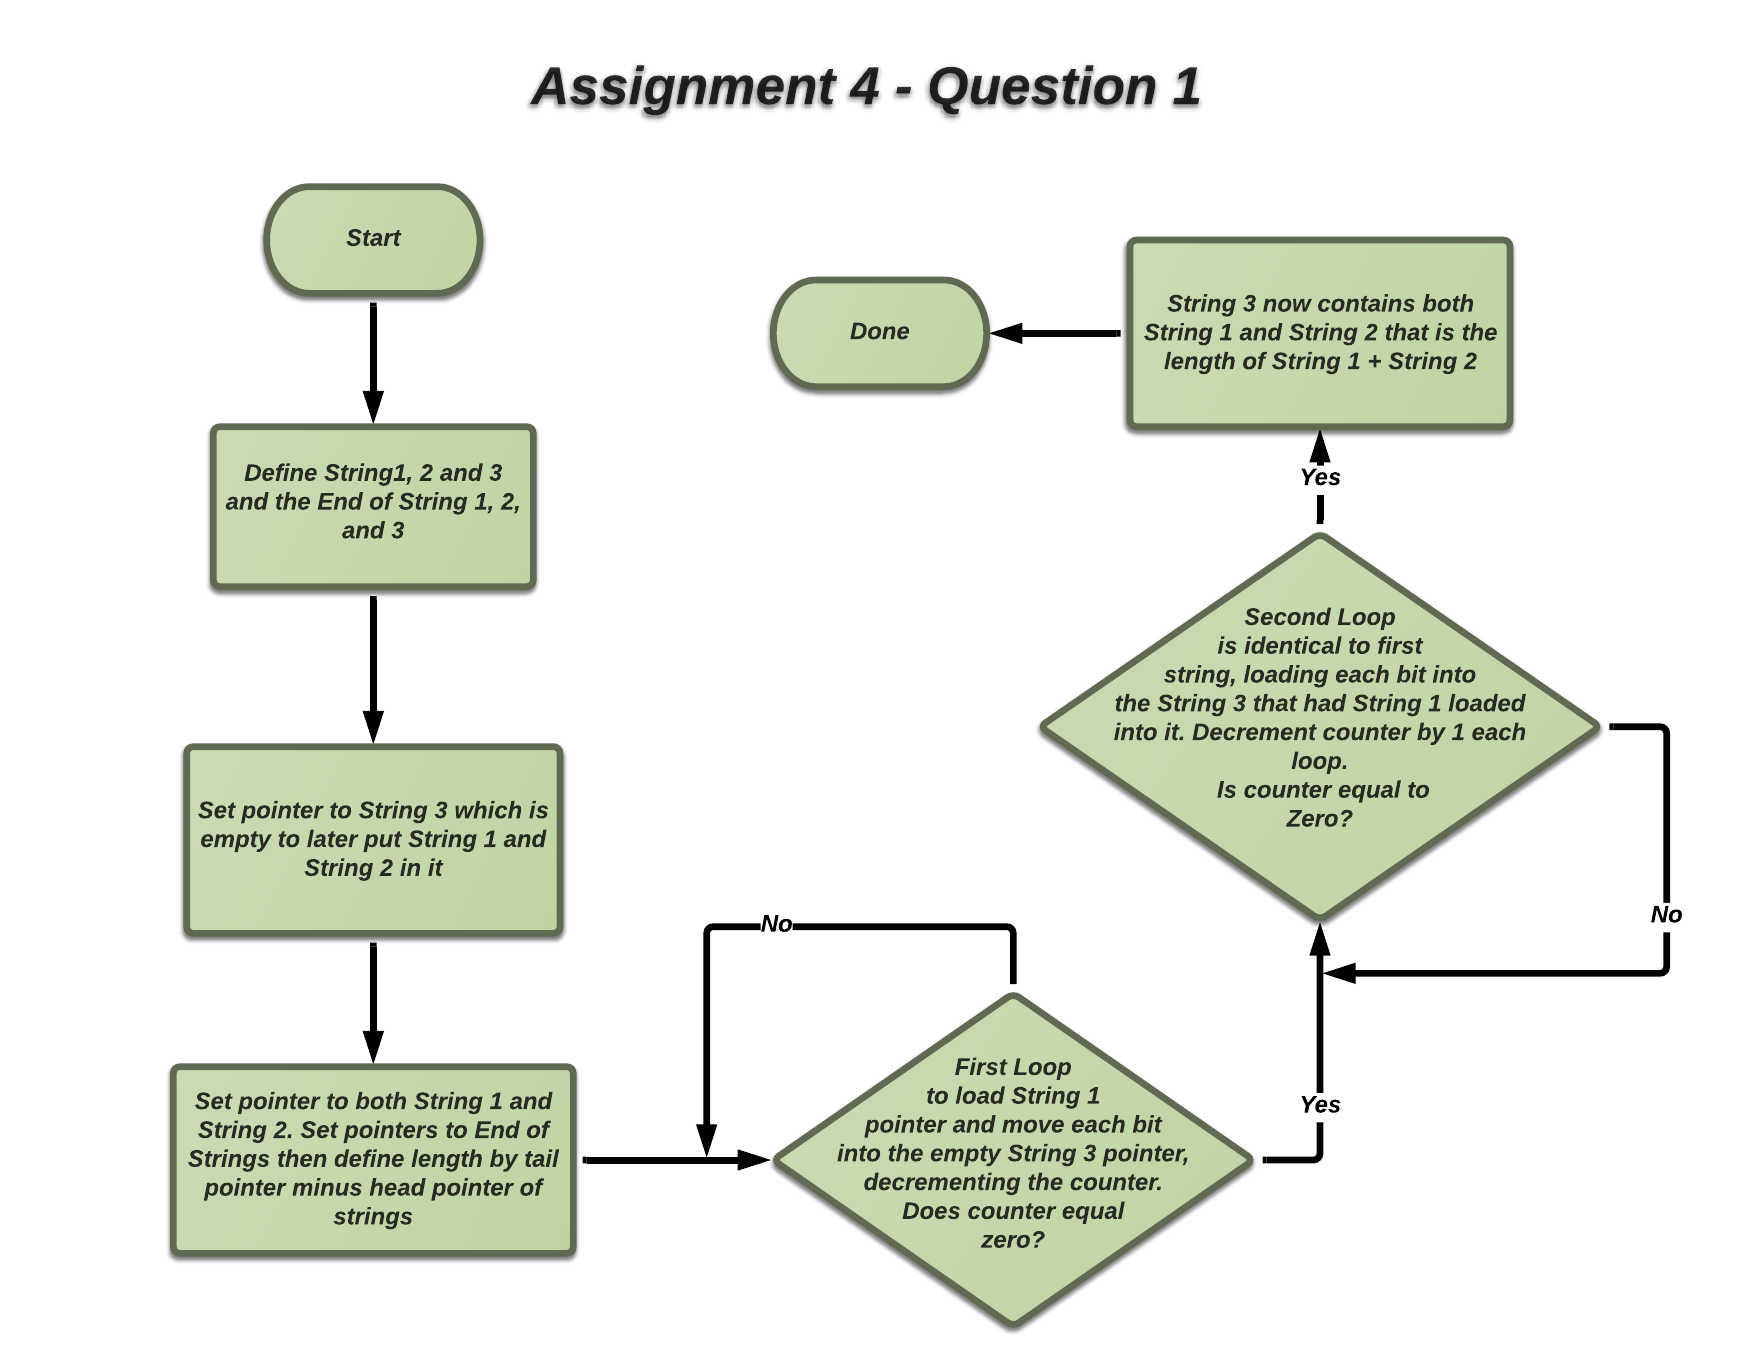 Assignment 4 - Question 1
Start
Define String1, 2 and 3
and the End of String 1, 2,
and 3
Set pointer to String 3 which is
empty to later put String 1 and
String 2 in it
Set pointer to both String 1 and
String 2. Set pointers to End of
Strings then define length by tail
pointer minus head pointer of
strings
No
First Loop
to load String 1
pointer and move each bit
into the empty String 3 pointer,
decrementing the counter.
Does counter equal
zero?
Yes
Second Loop
is identical to first
string, loading each bit into
the String 3 that had String 1 loaded
into it. Decrement counter by 1 each
loop.
Is counter equal to
Zero?
No
Yes
String 3 now contains both
String 1 and String 2 that is the
length of String 1 + String 2
Done